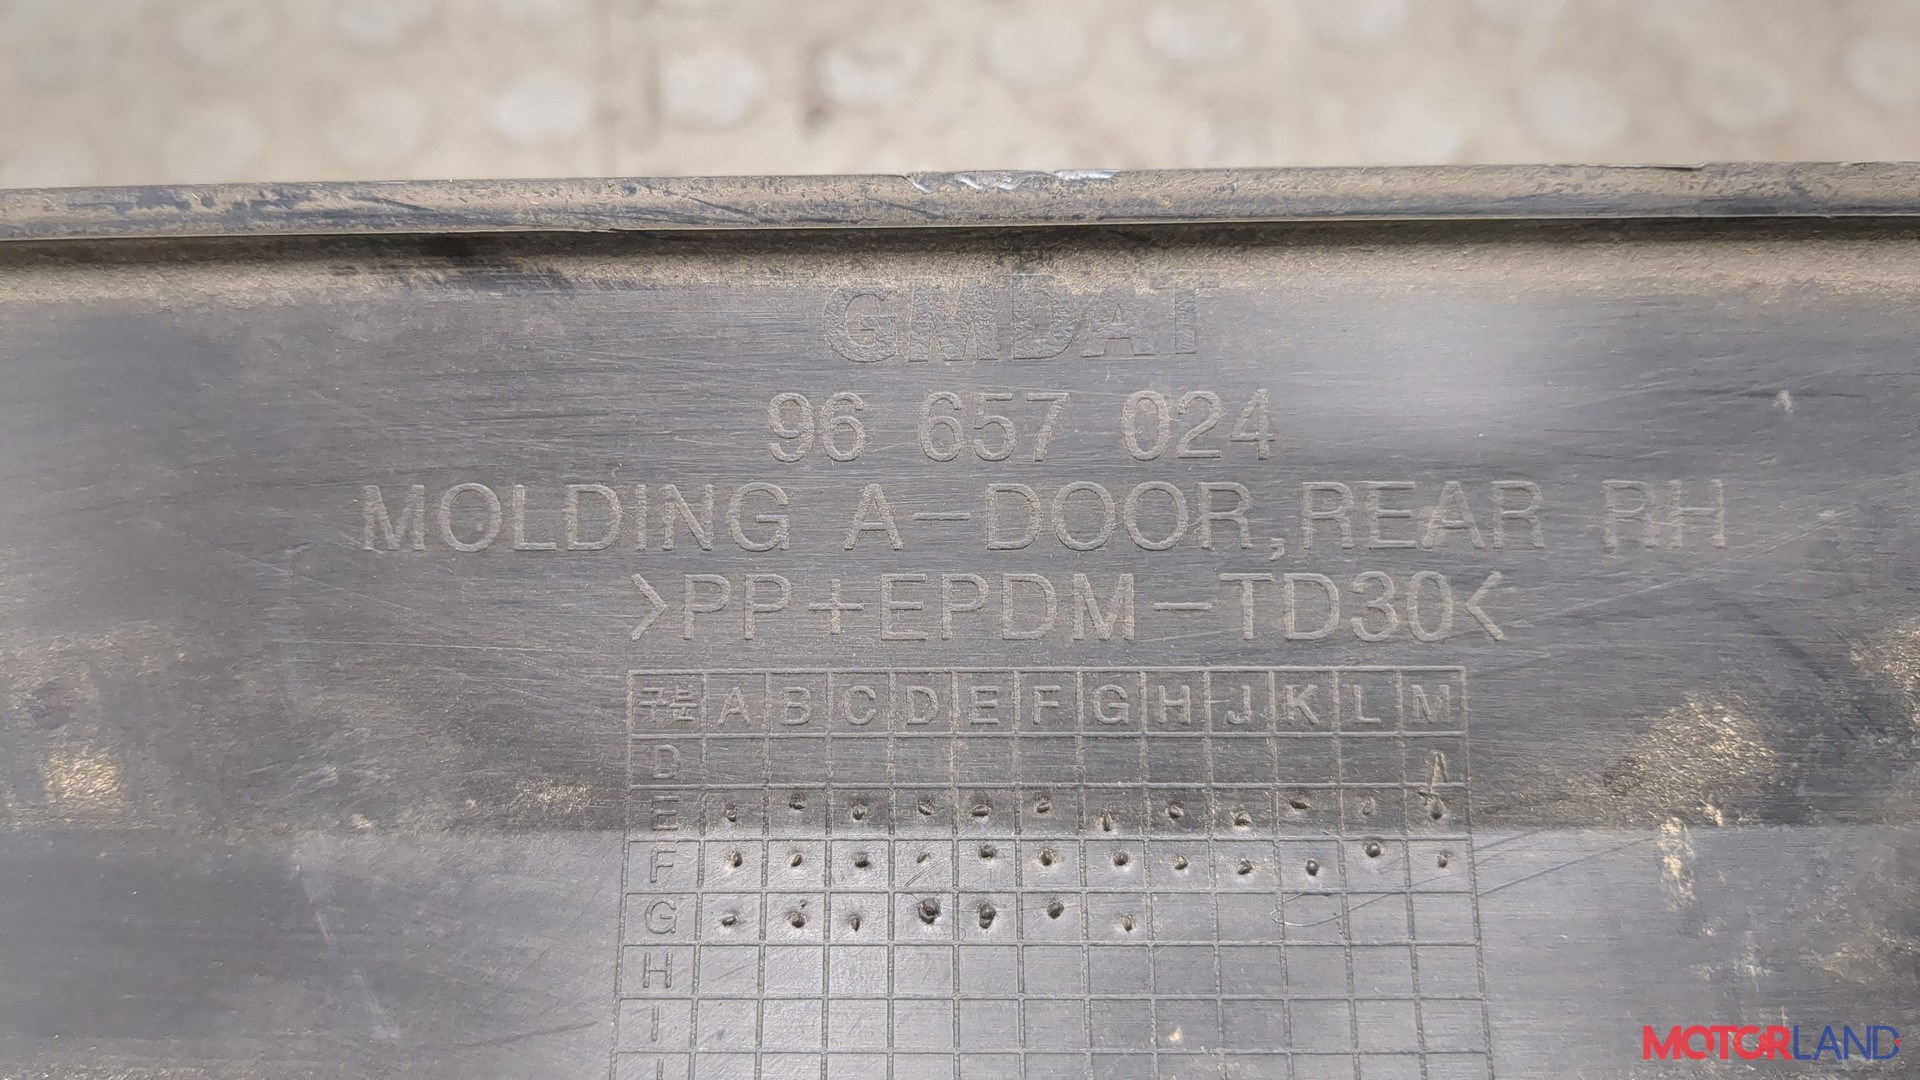 GMDAT
96 657 024
MOLDING A-DOOR, REAR RH
>PP+EPDM-TD30<
구분 A B C D E F G H J K L M
D
E
F
G
H
I
MOTORLAND